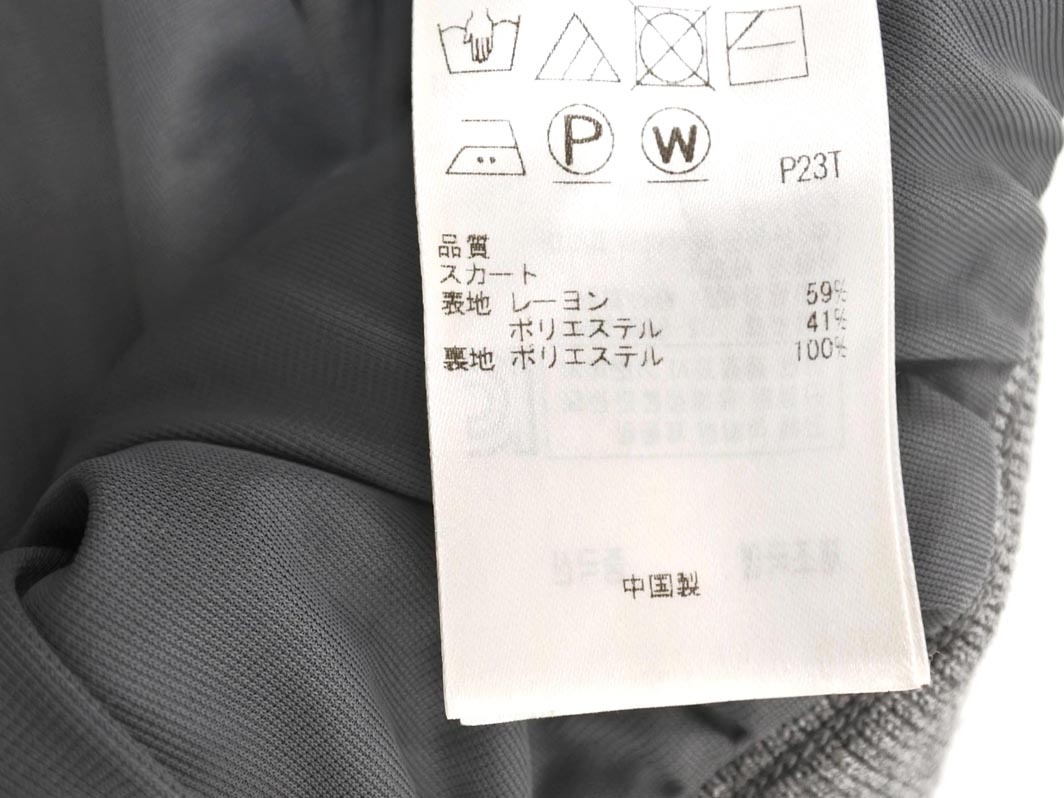 P W
P23T
品質
スカート
表地 レーヨン 59%
ポリエステル 41%
裏地 ポリエステル 100%
中国製